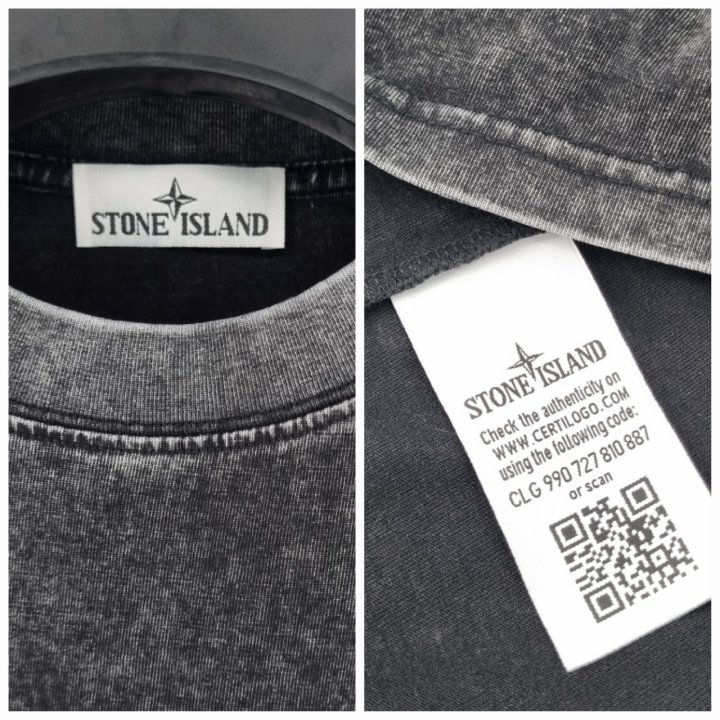 STONE ISLAND
STONE ISLAND
Check the authenticity on
WWW.CERTILOGO.COM
using the following code:
CLG 990 727 810 887
or scan